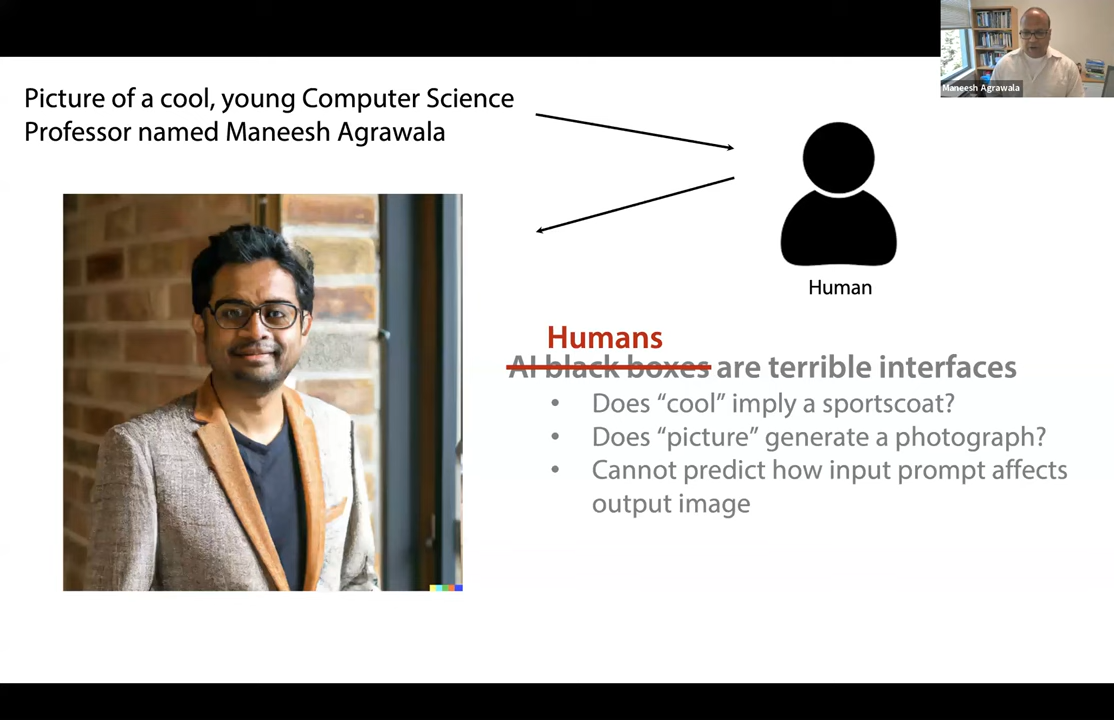 Maneesh Agrawala
Picture of a cool, young Computer Science
Professor named Maneesh Agrawala
Human
Humans
AI black boxes are terrible interfaces
• Does “cool” imply a sportscoat?
• Does “picture” generate a photograph?
• Cannot predict how input prompt affects
output image